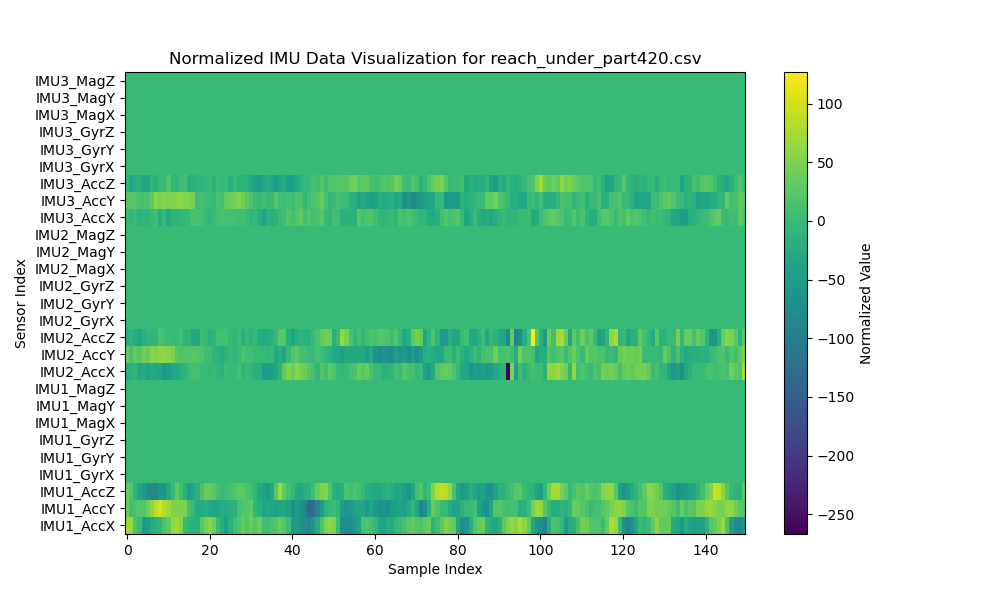 Normalized IMU Data Visualization for reach_under_part420.csv
IMU3_MagZ
IMU3_MagY
IMU3_MagX
IMU3_GyrZ
IMU3_GyrY
IMU3_GyrX
IMU3_AccZ
IMU3_AccY
IMU3_AccX
IMU2_MagZ
IMU2_MagY
IMU2_MagX
IMU2_GyrZ
IMU2_GyrY
IMU2_GyrX
IMU2_AccZ
IMU2_AccY
IMU2_AccX
IMU1_MagZ
IMU1_MagY
IMU1_MagX
IMU1_GyrZ
IMU1_GyrY
IMU1_GyrX
IMU1_AccZ
IMU1_AccY
IMU1_AccX
Sensor Index
0 20 40 60 80 100 120 140
Sample Index
100
50
0
−50
−100
−150
−200
−250
Normalized Value